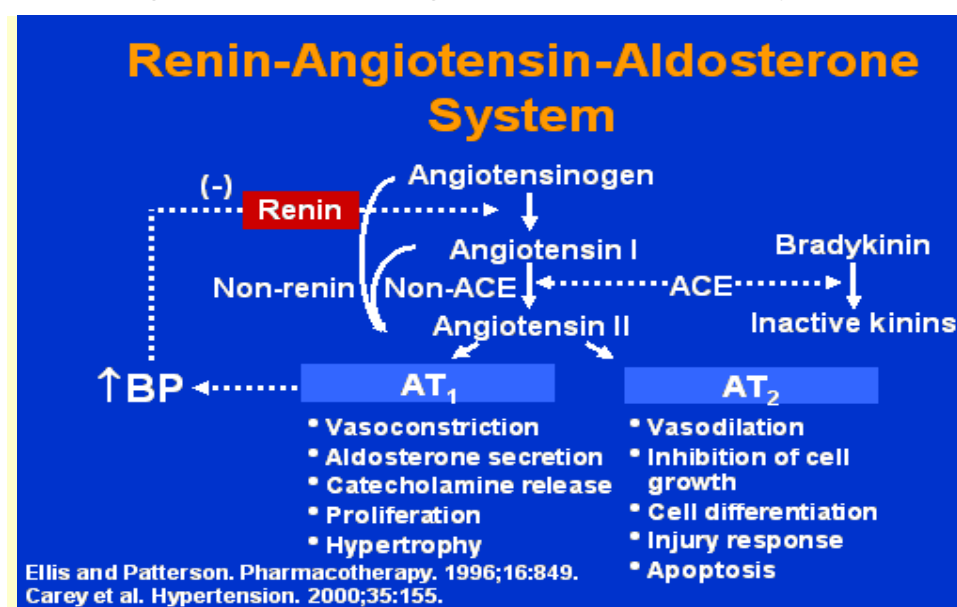 Renin-Angiotensin-Aldosterone
System
(-)
Angiotensinogen
Renin
Angiotensin I
Bradykinin
Non-renin
Non-ACE
ACE
Angiotensin II
Inactive kinins
↑BP
AT₁
AT₂
• Vasoconstriction
• Aldosterone secretion
• Catecholamine release
• Proliferation
• Hypertrophy
• Vasodilation
• Inhibition of cell
growth
• Cell differentiation
• Injury response
• Apoptosis
Ellis and Patterson. Pharmacotherapy. 1996;16:849.
Carey et al. Hypertension. 2000;35:155.